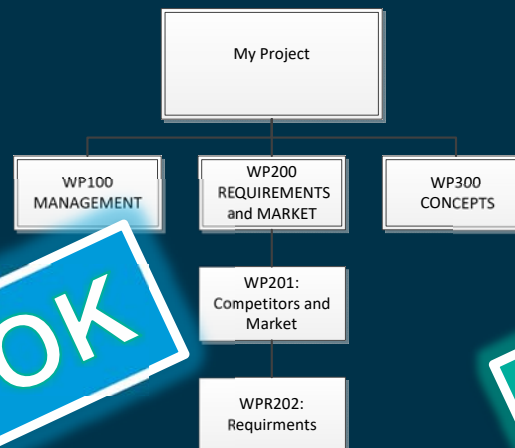 My Project
WP100
MANAGEMENT
WP200
REQUIREMENTS
and MARKET
WP300
CONCEPTS
WP201:
Competitors and
Market
OK
WPR202:
Requirments